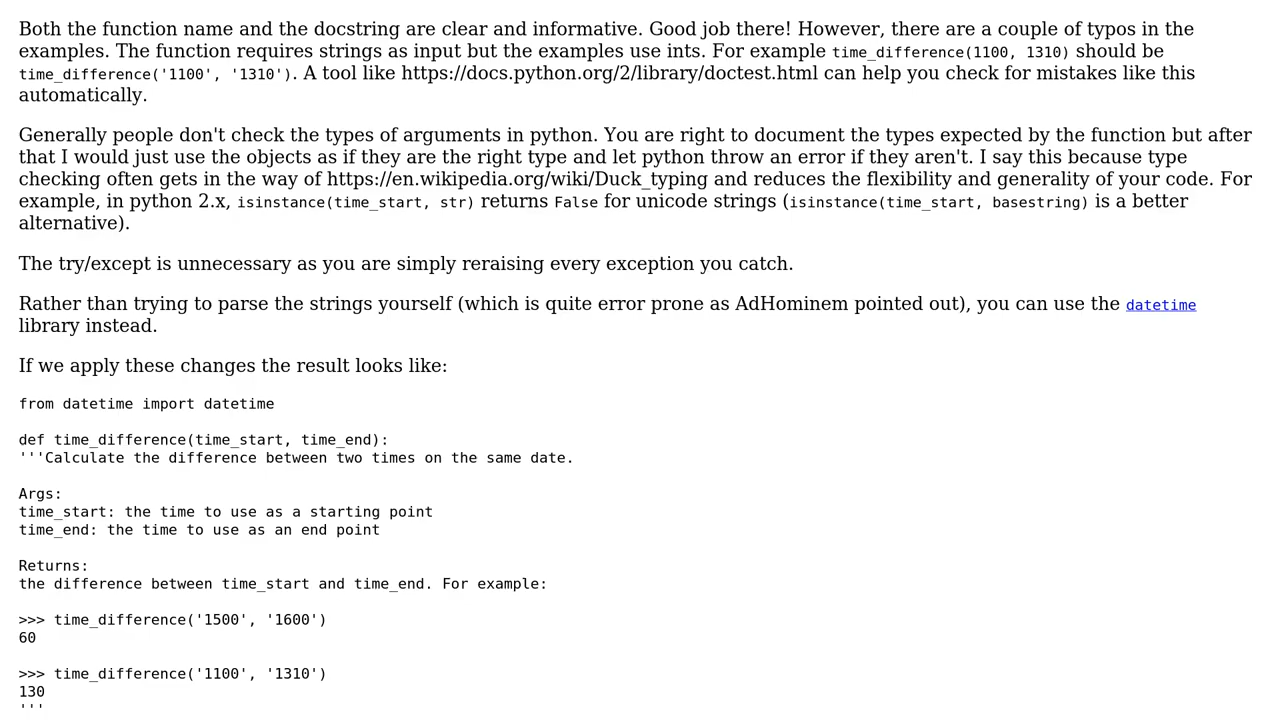 Both the function name and the docstring are clear and informative. Good job there! However, there are a couple of typos in the
examples. The function requires strings as input but the examples use ints. For example time_difference(1100, 1310) should be
time_difference('1100', '1310'). A tool like https://docs.python.org/2/library/doctest.html can help you check for mistakes like this
automatically.
Generally people don't check the types of arguments in python. You are right to document the types expected by the function but after
that I would just use the objects as if they are the right type and let python throw an error if they aren't. I say this because type
checking often gets in the way of https://en.wikipedia.org/wiki/Duck_typing and reduces the flexibility and generality of your code. For
example, in python 2.x, isinstance(time_start, str) returns False for unicode strings (isinstance(time_start, basestring) is a better
alternative).
The try/except is unnecessary as you are simply reraising every exception you catch.
Rather than trying to parse the strings yourself (which is quite error prone as AdHominem pointed out), you can use the datetime
library instead.
If we apply these changes the result looks like:
from datetime import datetime
def time_difference(time_start, time_end):
'''Calculate the difference between two times on the same date.
Args:
time_start: the time to use as a starting point
time_end: the time to use as an end point
Returns:
the difference between time_start and time_end. For example:
>>> time_difference('1500', '1600')
60
>>> time_difference('1100', '1310')
130
'''